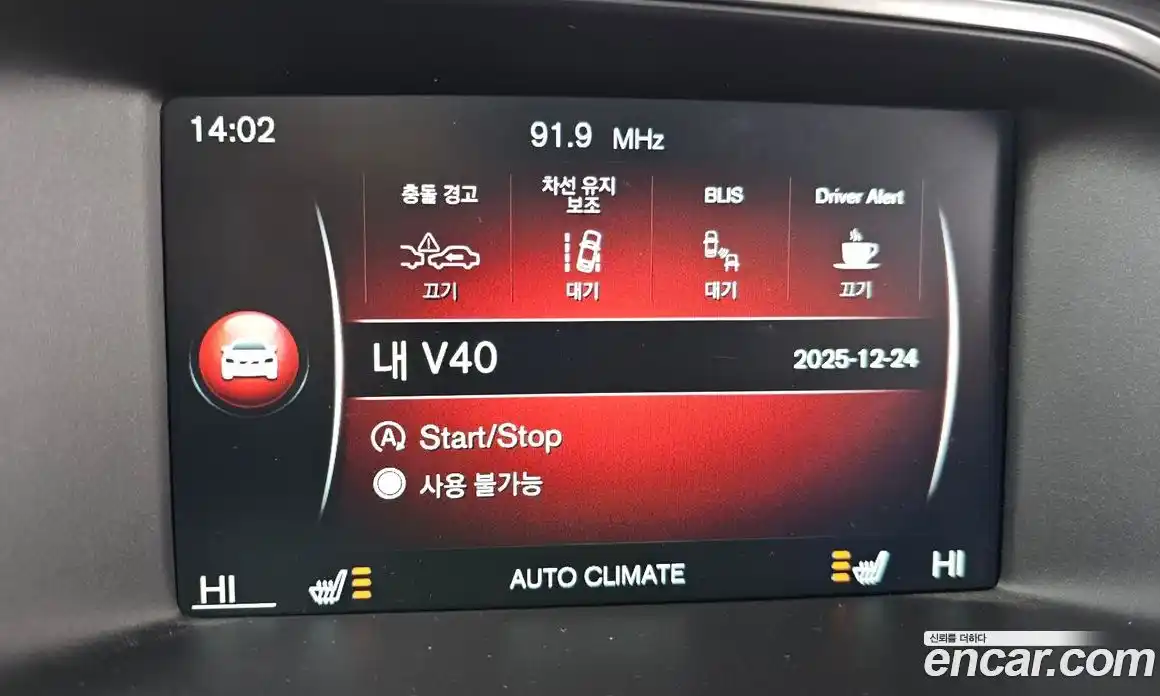 14:02
91.9 MHz
충돌 경고
차선 유지
보조
BLIS
Driver Alert
끄기
대기
대기
끄기
내 V40
2025-12-24
A Start/Stop
사용 불가능
HI
AUTO CLIMATE
HI
신뢰를 더하다
encar.com